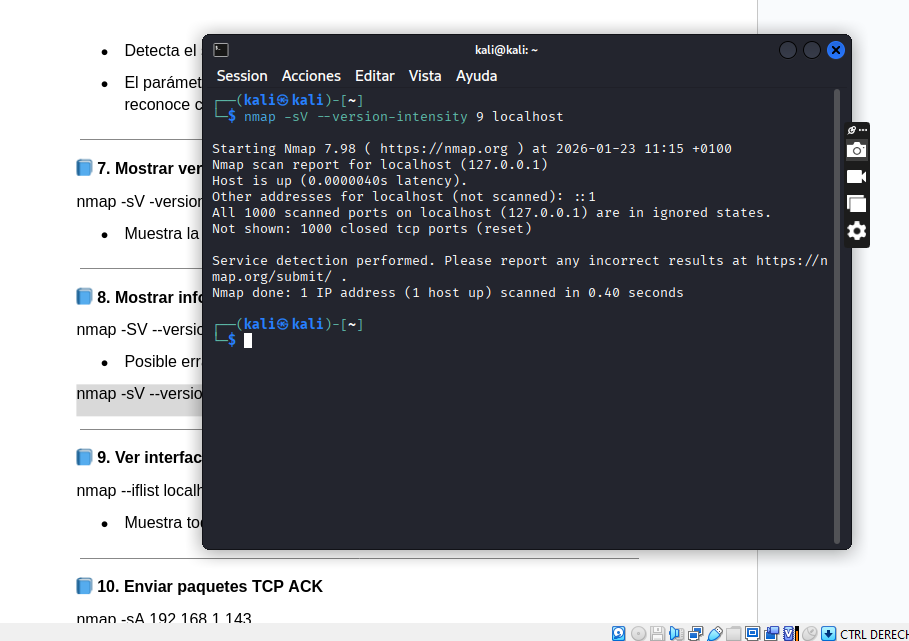 Detecta el
El parámet
reconoce c
7. Mostrar ver
nmap -sV -version
Muestra la
8. Mostrar info
nmap -SV --versio
Posible erra
nmap -sV --versio
9. Ver interfac
nmap --iflist localh
Muestra tod
10. Enviar paquetes TCP ACK
nmap -sA 192.168.1.143
kali@kali: ~
Session Acciones Editar Vista Ayuda
┌──(kali㉿kali)-[~]
└─$ nmap -sV --version-intensity 9 localhost
Starting Nmap 7.98 ( https://nmap.org ) at 2026-01-23 11:15 +0100
Nmap scan report for localhost (127.0.0.1)
Host is up (0.0000040s latency).
Other addresses for localhost (not scanned): ::1
All 1000 scanned ports on localhost (127.0.0.1) are in ignored states.
Not shown: 1000 closed tcp ports (reset)
Service detection performed. Please report any incorrect results at https://n
map.org/submit/ .
Nmap done: 1 IP address (1 host up) scanned in 0.40 seconds
┌──(kali㉿kali)-[~]
└─$
CTRL DERECH